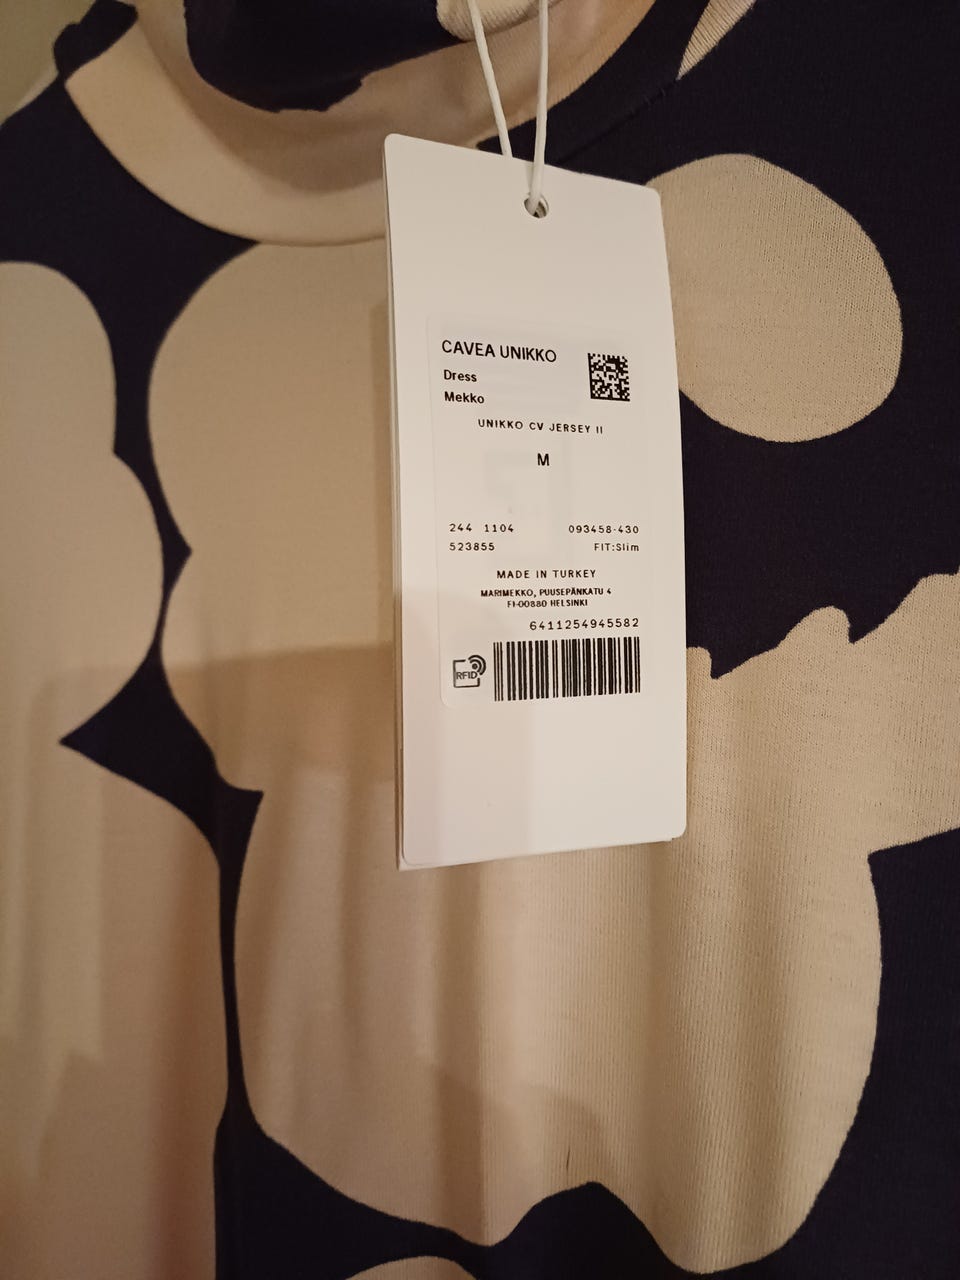 CAVEA UNIKKO
Dress
Mekko
UNIKKO CV JERSEY II
M
244 1104 093458-430
523855 FIT:Slim
MADE IN TURKEY
MARIMEKKO, PUUSEPÄNKATU 4
FI-00880 HELSINKI
6411254945582
RFID